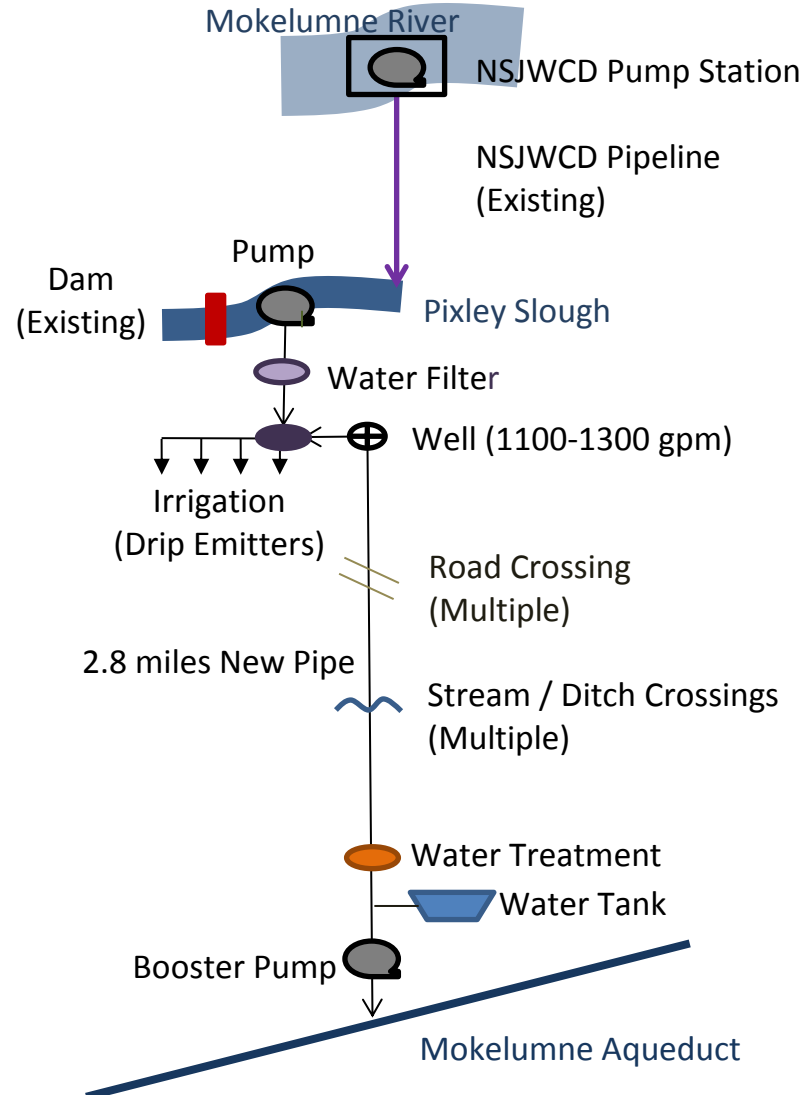 Mokelumne River
NSJWCD Pump Station
NSJWCD Pipeline
(Existing)
Pump
Dam
(Existing)
Pixley Slough
Water Filter
Well (1100-1300 gpm)
Irrigation
(Drip Emitters)
Road Crossing
(Multiple)
2.8 miles New Pipe
Stream / Ditch Crossings
(Multiple)
Water Treatment
Water Tank
Booster Pump
Mokelumne Aqueduct